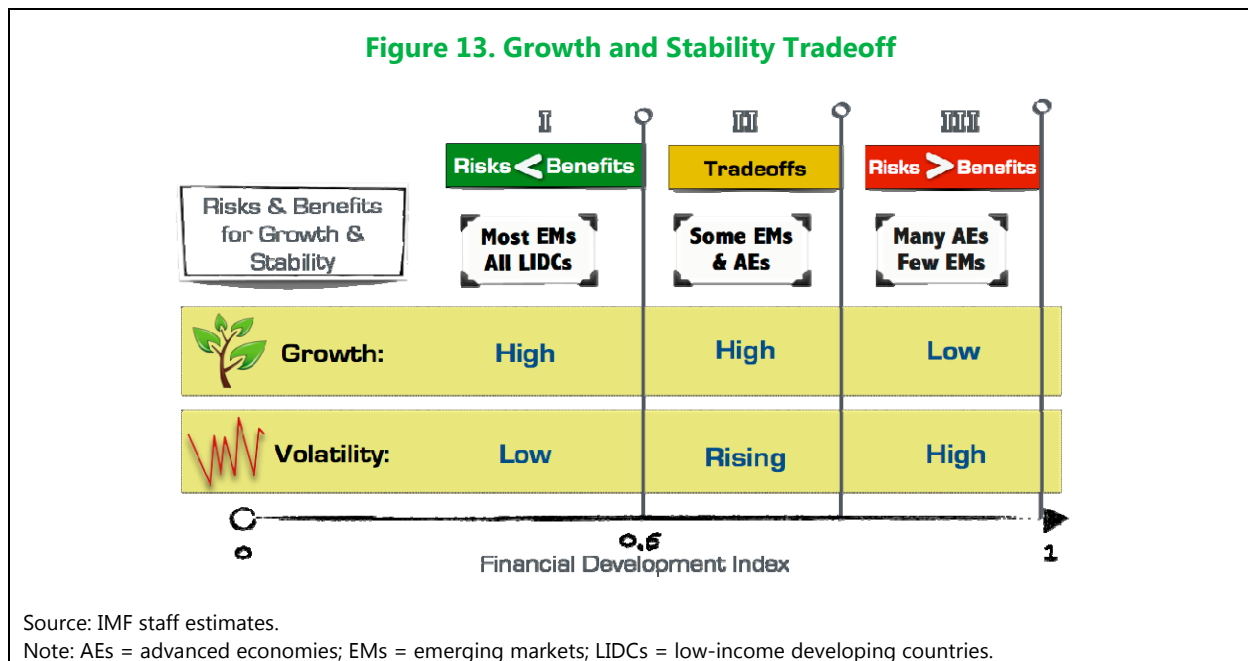 Figure 13. Growth and Stability Tradeoff
I II III
Risks < Benefits Tradeoffs Risks > Benefits
Risks & Benefits
for Growth &
Stability
Most EMs
All LIDCs
Some EMs
& AEs
Many AEs
Few EMs
Growth: High High Low
Volatility: Low Rising High
0 0.5 1
Financial Development Index
Source: IMF staff estimates.
Note: AEs = advanced economies; EMs = emerging markets; LIDCs = low-income developing countries.